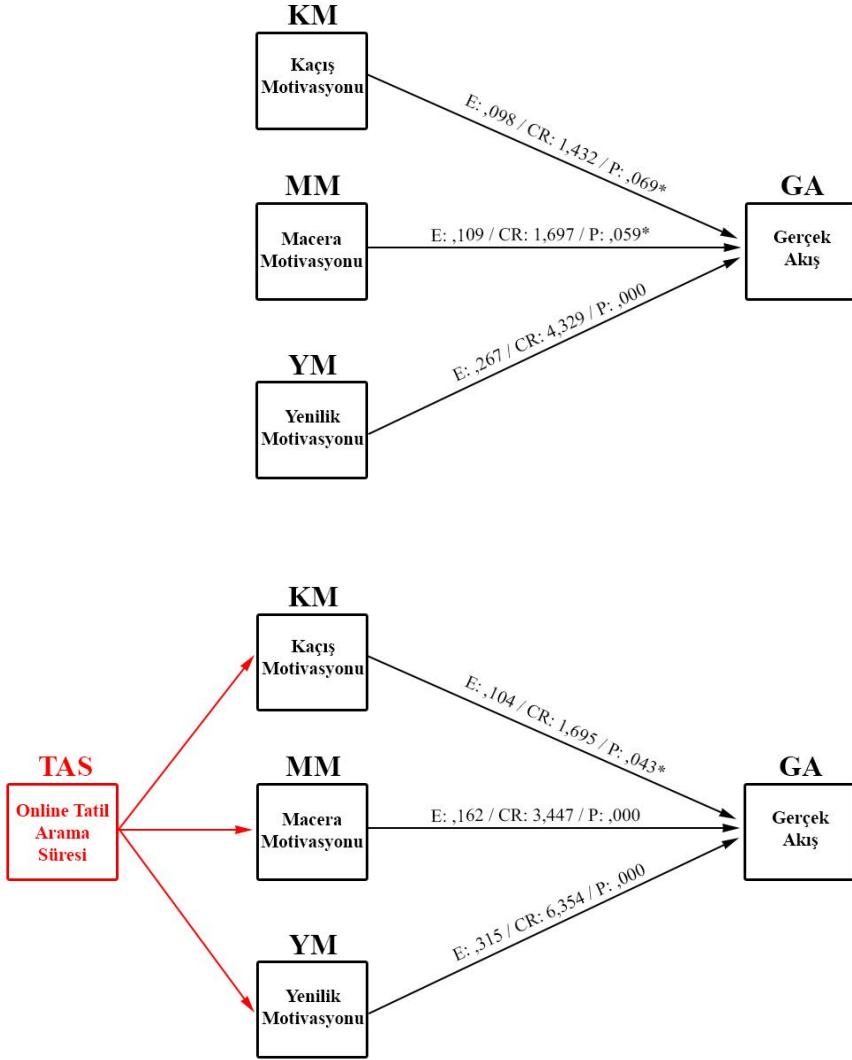 KM
Kaçış
Motivasyonu
E: ,098 / CR: 1,432 / P: ,069*
MM
Macera
Motivasyonu
E: ,109 / CR: 1,697 / P: ,059*
GA
Gerçek
Akış
YM
Yenilik
Motivasyonu
E: ,267 / CR: 4,329 / P: ,000
KM
Kaçış
Motivasyonu
E: ,104 / CR: 1,695 / P: ,043*
TAS
Online Tatil
Arama
Süresi
MM
Macera
Motivasyonu
E: ,162 / CR: 3,447 / P: ,000
GA
Gerçek
Akış
YM
Yenilik
Motivasyonu
E: ,315 / CR: 6,354 / P: ,000